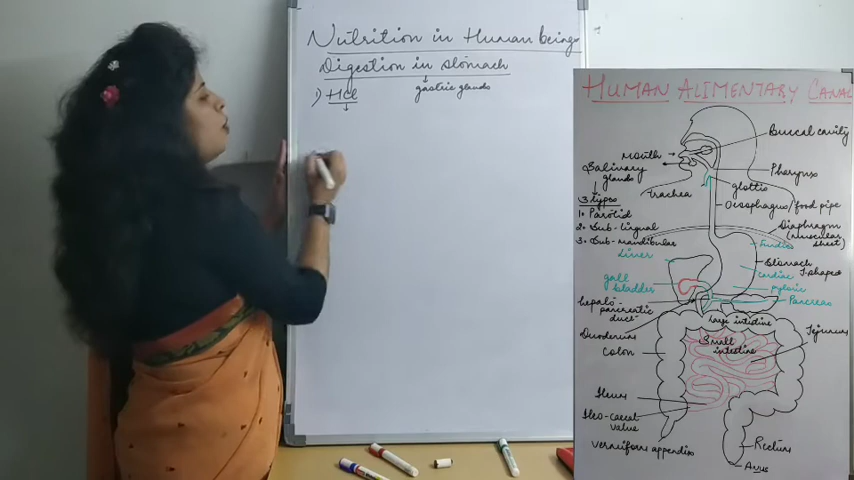 Nutrition in Human beings
Digestion in stomach
gastric glands
1) HCl
HUMAN ALIMENTARY CANAL
Buccal cavity
Mouth
Salivary
glands
Pharynx
glottis
Trachea
3 types
Oesophagus/food pipe
1. Parotid
2. Sub-lingual
3. Sub-mandibular
Diaphragm
(muscular
sheet)
Fundic
Liver
Stomach
J-shaped
cardiac
gall
bladder
pyloric
Pancreas
hepato-
pancreatic
duct
Large intestine
Duodenum
Small
intestine
Jejunum
Colon
Ileum
Ileo-caecal
valve
Vermiform appendix
Rectum
Anus